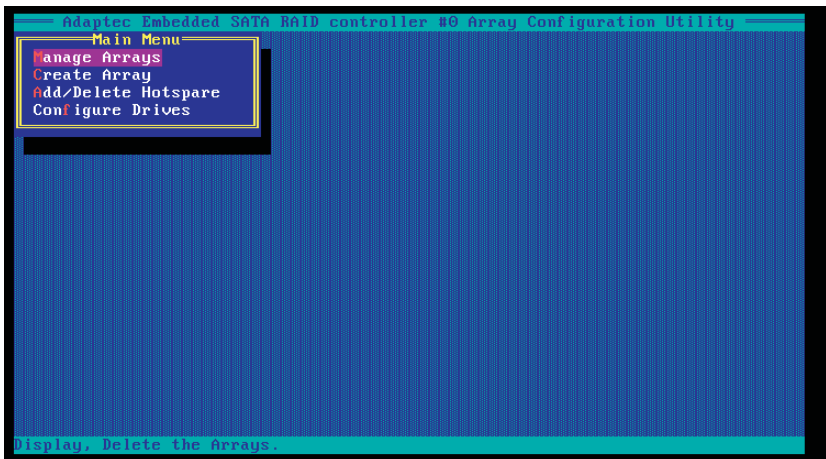 Adaptec Embedded SATA RAID controller #0 Array Configuration Utility
Main Menu
Manage Arrays
Create Array
Add/Delete Hotspare
Configure Drives
Display, Delete the Arrays.